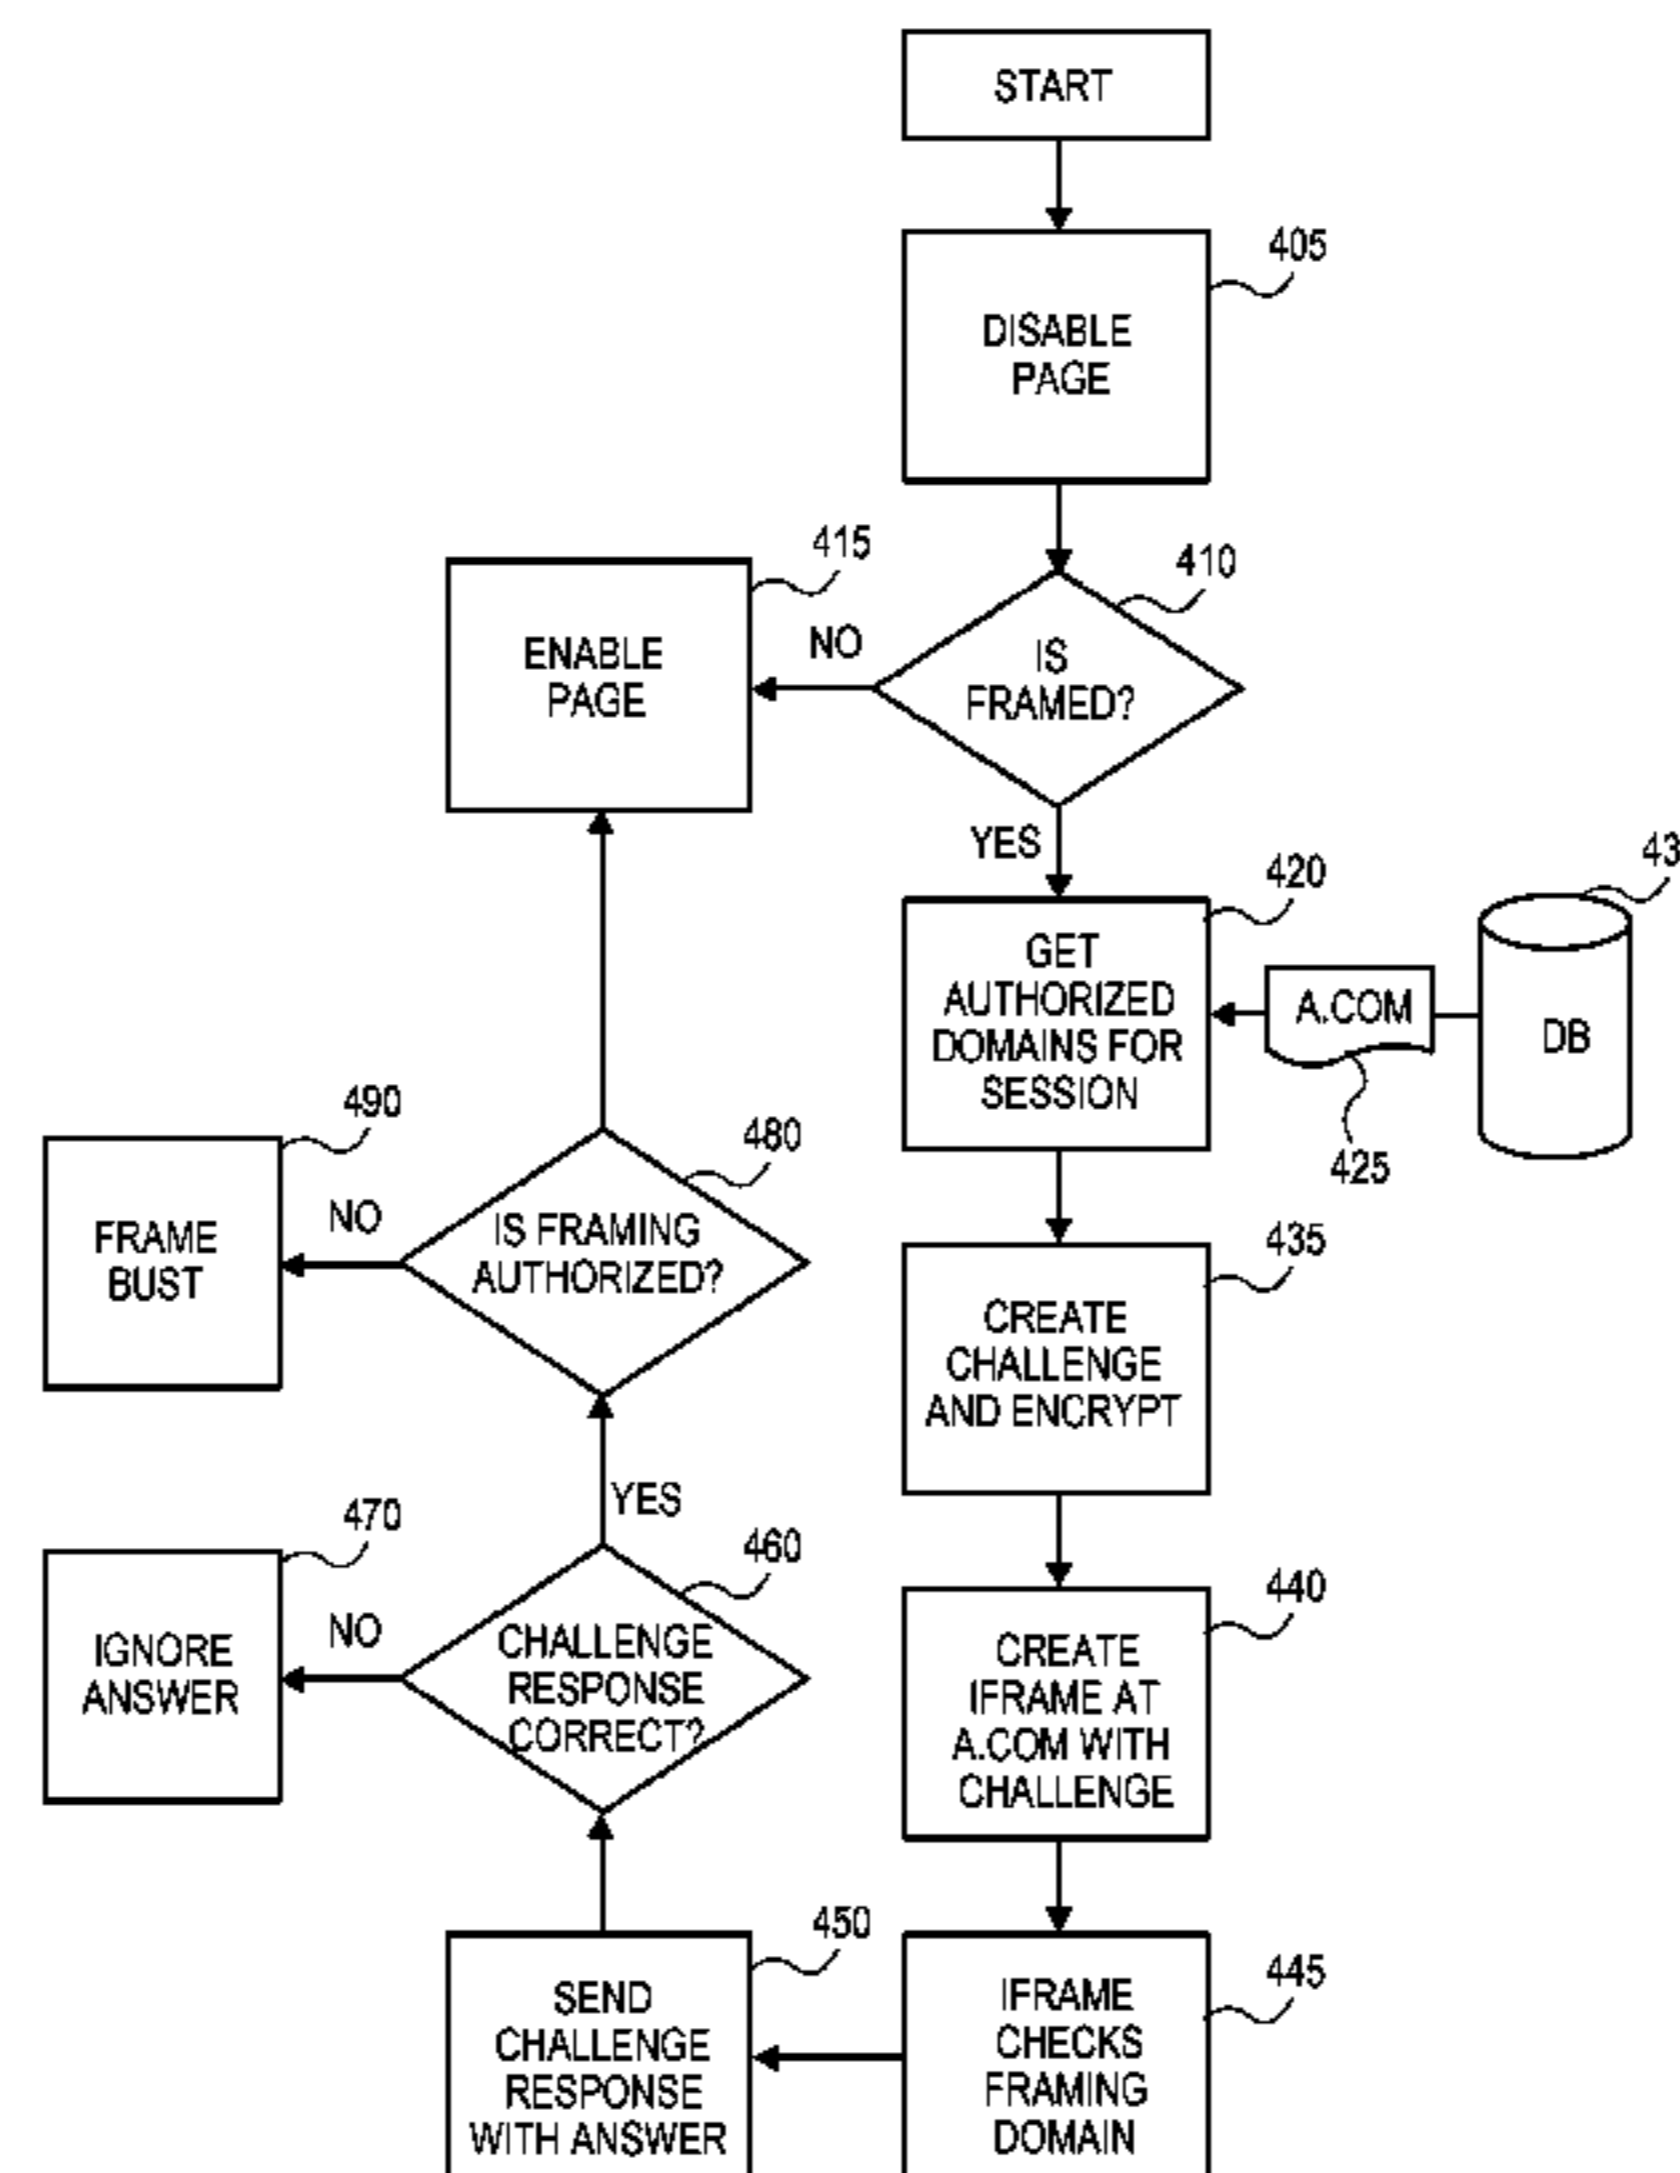 START
405
DISABLE
PAGE
415
410
ENABLE
PAGE
NO
IS
FRAMED?
YES
420
43
GET
AUTHORIZED
DOMAINS FOR
SESSION
A.COM
DB
425
490
480
FRAME
BUST
NO
IS FRAMING
AUTHORIZED?
435
CREATE
CHALLENGE
AND ENCRYPT
YES
470
460
IGNORE
ANSWER
NO
CHALLENGE
RESPONSE
CORRECT?
440
CREATE
IFRAME AT
A.COM WITH
CHALLENGE
450
SEND
CHALLENGE
RESPONSE
WITH ANSWER
445
IFRAME
CHECKS
FRAMING
DOMAIN